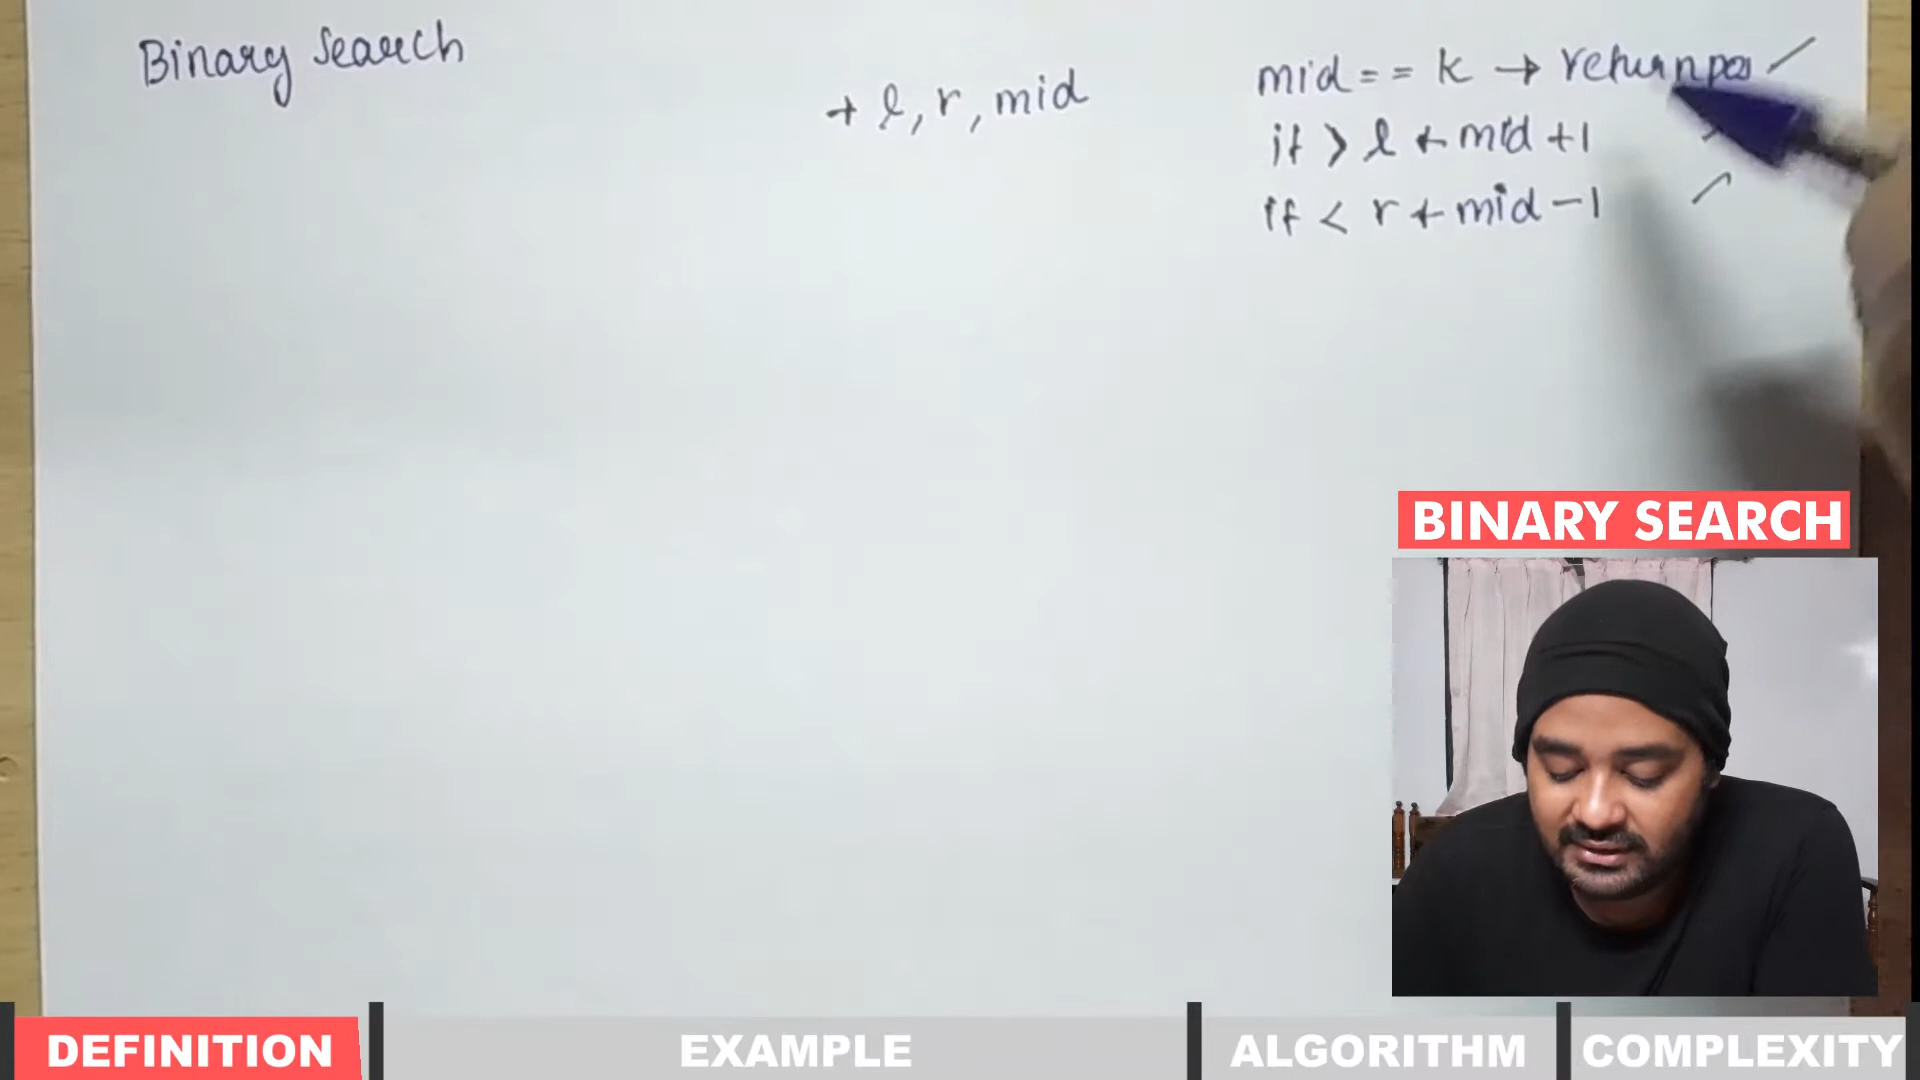 Binary Search
+ l, r, mid
mid == k → return pos
if > l ← mid +1
if < r ← mid -1
BINARY SEARCH
DEFINITION
EXAMPLE
ALGORITHM
COMPLEXITY